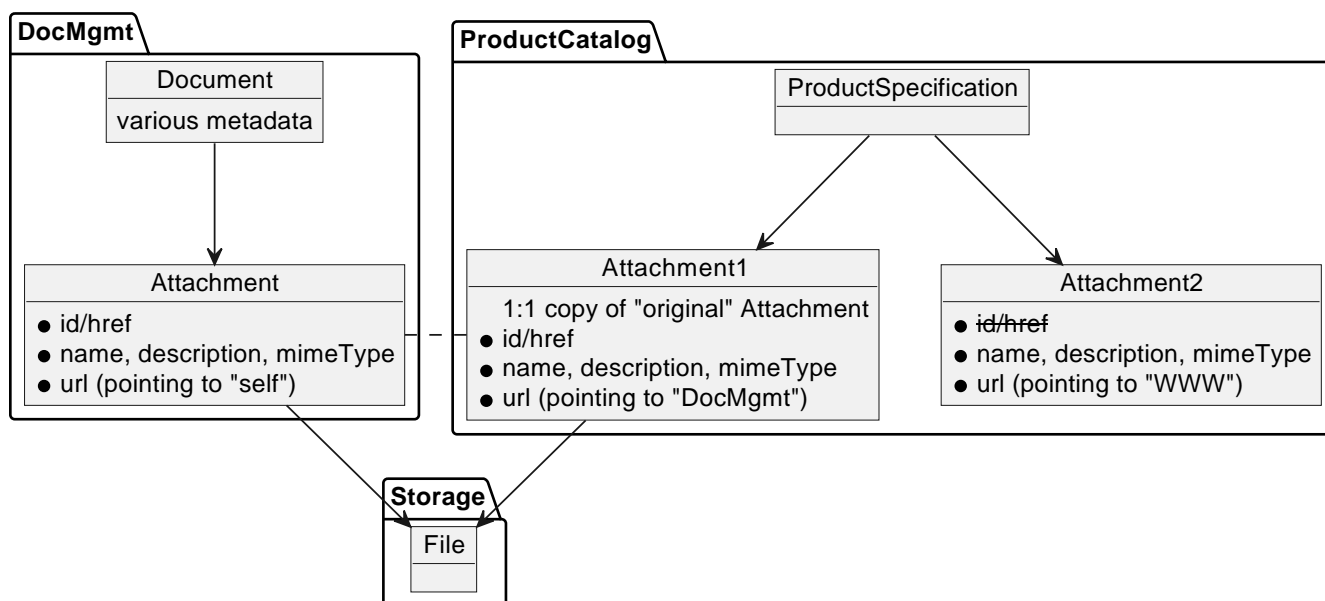 DocMgmt
Document
various metadata
Attachment
● id/href
● name, description, mimeType
● url (pointing to "self")
ProductCatalog
ProductSpecification
Attachment1
1:1 copy of "original" Attachment
● id/href
● name, description, mimeType
● url (pointing to "DocMgmt")
Attachment2
● id/href
● name, description, mimeType
● url (pointing to "WWW")
Storage
File